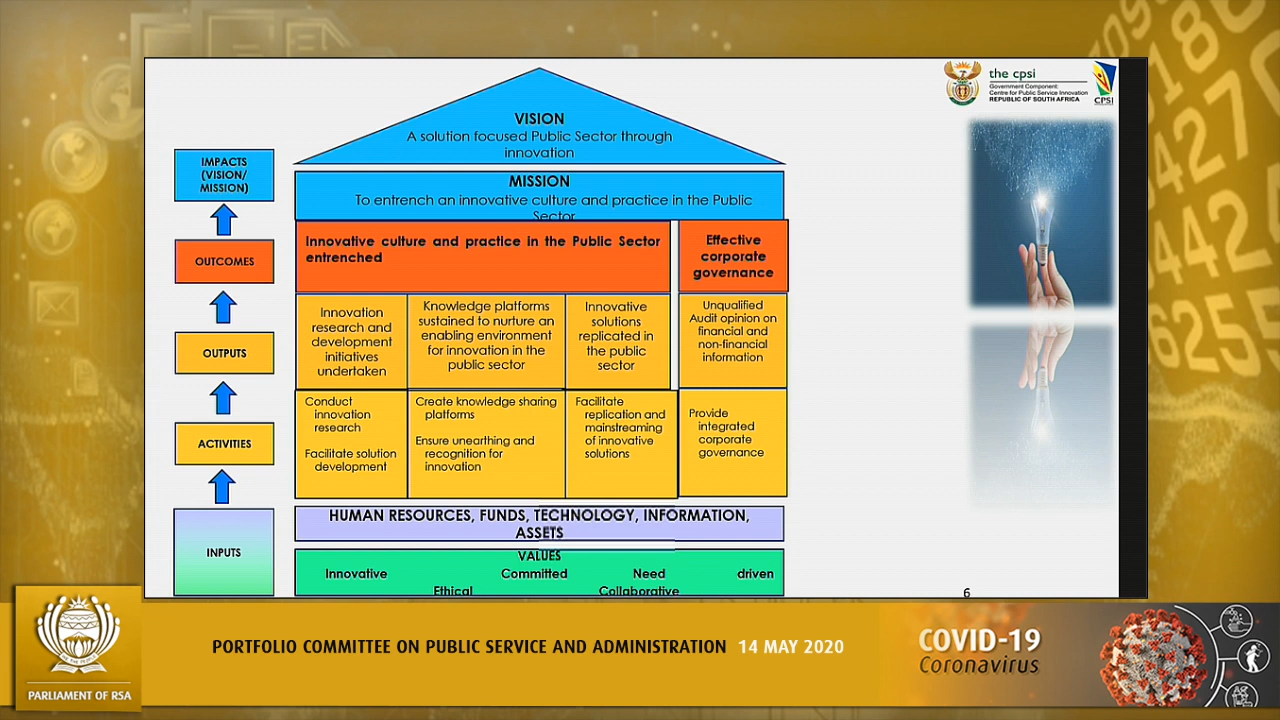 the cpsi
Government Component:
Centre for Public Service Innovation
REPUBLIC OF SOUTH AFRICA
CPSI
VISION
A solution focused Public Sector through
innovation
IMPACTS
(VISION/
MISSION)
MISSION
To entrench an innovative culture and practice in the Public
Sector
OUTCOMES
Innovative culture and practice in the Public Sector
entrenched
Effective
corporate
governance
OUTPUTS
Innovation
research and
development
initiatives
undertaken
Knowledge platforms
sustained to nurture an
enabling environment
for innovation in the
public sector
Innovative
solutions
replicated in
the public
sector
Unqualified
Audit opinion on
financial and
non-financial
information
ACTIVITIES
Conduct
innovation
research
Facilitate solution
development
Create knowledge sharing
platforms
Ensure unearthing and
recognition for
innovation
Facilitate
replication and
mainstreaming
of innovative
solutions
Provide
integrated
corporate
governance
INPUTS
HUMAN RESOURCES, FUNDS, TECHNOLOGY, INFORMATION,
ASSETS
VALUES
Innovative Committed Need driven
Ethical Collaborative
6
PARLIAMENT OF RSA
PORTFOLIO COMMITTEE ON PUBLIC SERVICE AND ADMINISTRATION 14 MAY 2020
COVID-19
Coronavirus